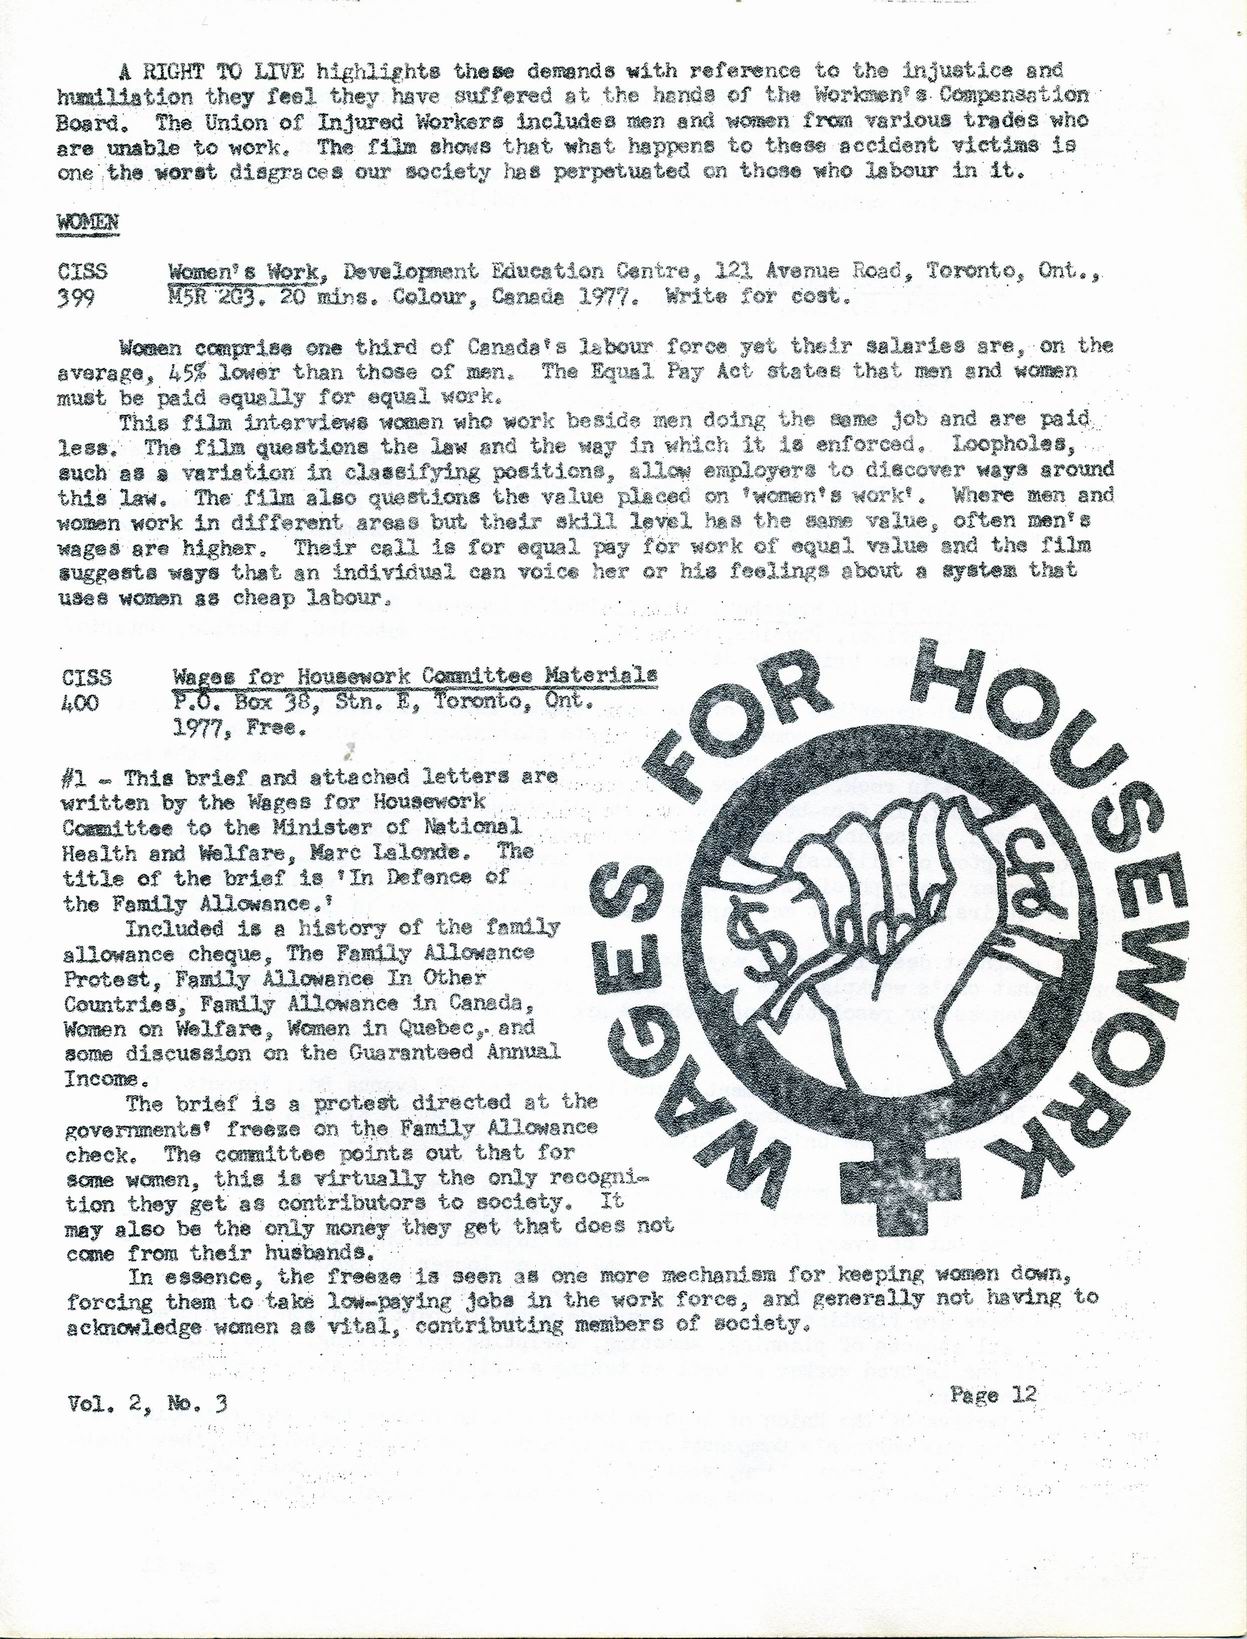 A RIGHT TO LIVE highlights these demands with reference to the injustice and
humiliation they feel they have suffered at the hands of the Workmen's Compensation
Board. The Union of Injured Workers includes men and women from various trades who
are unable to work. The film shows that what happens to these accident victims is
one the worst disgraces our society has perpetuated on those who labour in it.
WOMEN
CISS Women's Work, Development Education Centre, 121 Avenue Road, Toronto, Ont.,
399 M5R 2G3. 20 mins. Colour, Canada 1977. Write for cost.
Women comprise one third of Canada's labour force yet their salaries are, on the
average, 45% lower than those of men. The Equal Pay Act states that men and women
must be paid equally for equal work.
This film interviews women who work beside men doing the same job and are paid
less. The film questions the law and the way in which it is enforced. Loopholes,
such as a variation in classifying positions, allow employers to discover ways around
this law. The film also questions the value placed on 'women's work'. Where men and
women work in different areas but their skill level has the same value, often men's
wages are higher. Their call is for equal pay for work of equal value and the film
suggests ways that an individual can voice her or his feelings about a system that
uses women as cheap labour.
CISS Wages for Housework Committee Materials
400 P.O. Box 38, Stn. E, Toronto, Ont.
1977, Free.
#1 - This brief and attached letters are
written by the Wages for Housework
Committee to the Minister of National
Health and Welfare, Marc Lalonde. The
title of the brief is 'In Defence of
the Family Allowance.'
Included is a history of the family
allowance cheque, The Family Allowance
Protest, Family Allowance In Other
Countries, Family Allowance in Canada,
Women on Welfare, Women in Quebec, and
some discussion on the Guaranteed Annual
Income.
The brief is a protest directed at the
governments' freeze on the Family Allowance
check. The committee points out that for
some women, this is virtually the only recogni-
tion they get as contributors to society. It
may also be the only money they get that does not
come from their husbands.
In essence, the freeze is seen as one more mechanism for keeping women down,
forcing them to take low-paying jobs in the work force, and generally not having to
acknowledge women as vital, contributing members of society.
WAGES FOR HOUSEWORK
$
$
Vol. 2, No. 3 Page 12